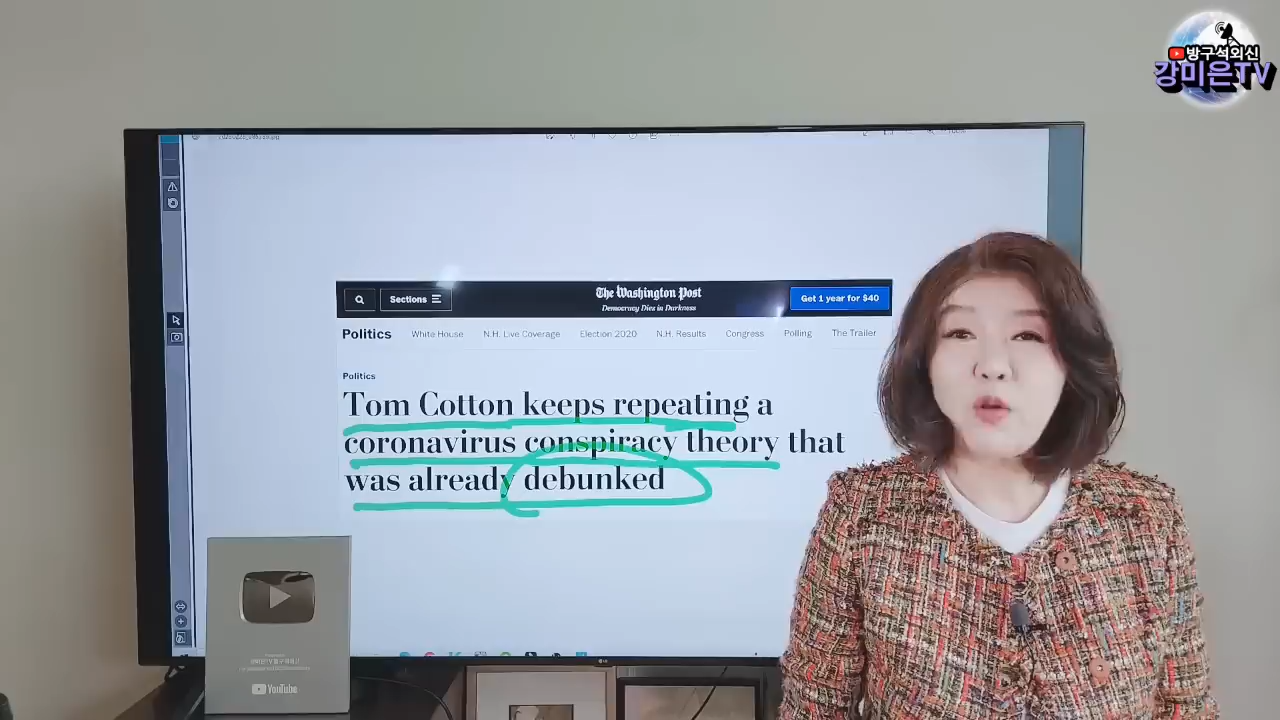 방구석외신
강미은TV
Sections
The Washington Post
Democracy Dies in Darkness
Get 1 year for $40
Politics
White House
N.H. Live Coverage
Election 2020
N.H. Results
Congress
Polling
The Trailer
Politics
Tom Cotton keeps repeating a
coronavirus conspiracy theory that
was already debunked
YouTube
LG